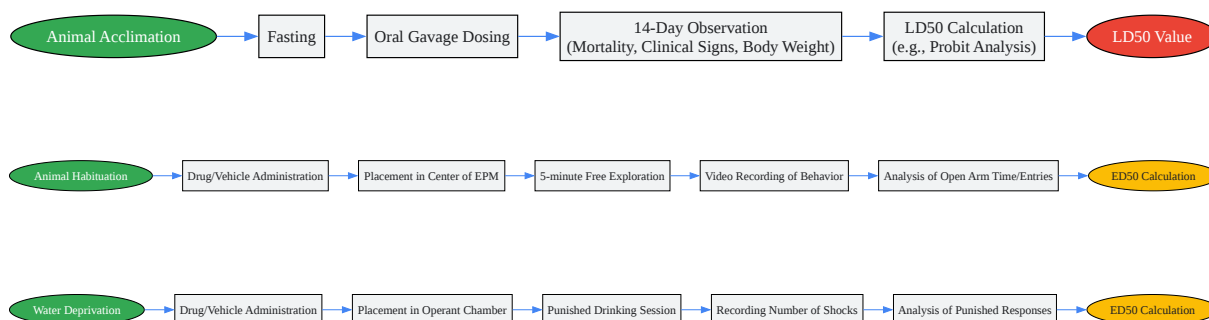 Animal Acclimation
Fasting
Oral Gavage Dosing
14-Day Observation
(Mortality, Clinical Signs, Body Weight)
LD50 Calculation
(e.g., Probit Analysis)
LD50 Value
Animal Habituation
Drug/Vehicle Administration
Placement in Center of EPM
5-minute Free Exploration
Video Recording of Behavior
Analysis of Open Arm Time/Entries
ED50 Calculation
Water Deprivation
Drug/Vehicle Administration
Placement in Operant Chamber
Punished Drinking Session
Recording Number of Shocks
Analysis of Punished Responses
ED50 Calculation